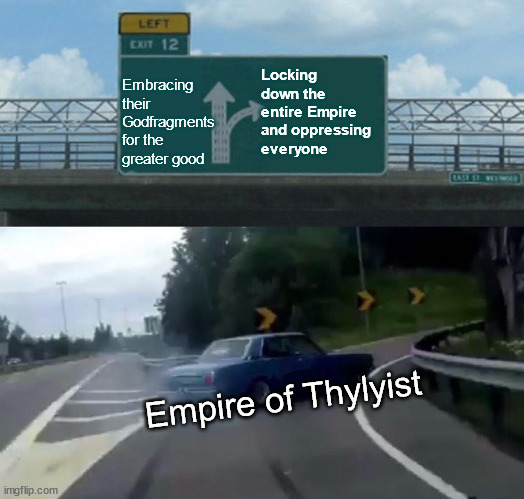 LEFT
EXIT 12
Embracing
their
Godfragments
for the
greater good
Locking
down the
entire Empire
and oppressing
everyone
Empire of Thylyist
imgflip.com